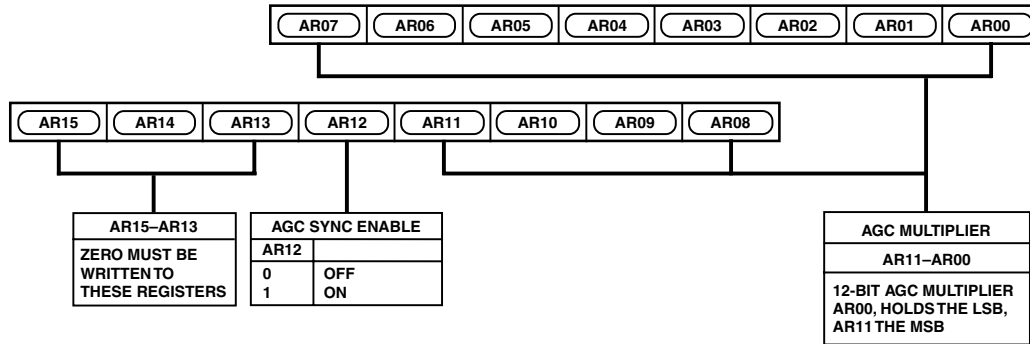 AR07 AR06 AR05 AR04 AR03 AR02 AR01 AR00
AR15 AR14 AR13 AR12 AR11 AR10 AR09 AR08
AR15–AR13
ZERO MUST BE
WRITTEN TO
THESE REGISTERS
AGC SYNC ENABLE
AR12
0 OFF
1 ON
AGC MULTIPLIER
AR11–AR00
12-BIT AGC MULTIPLIER
AR00, HOLDS THE LSB,
AR11 THE MSB